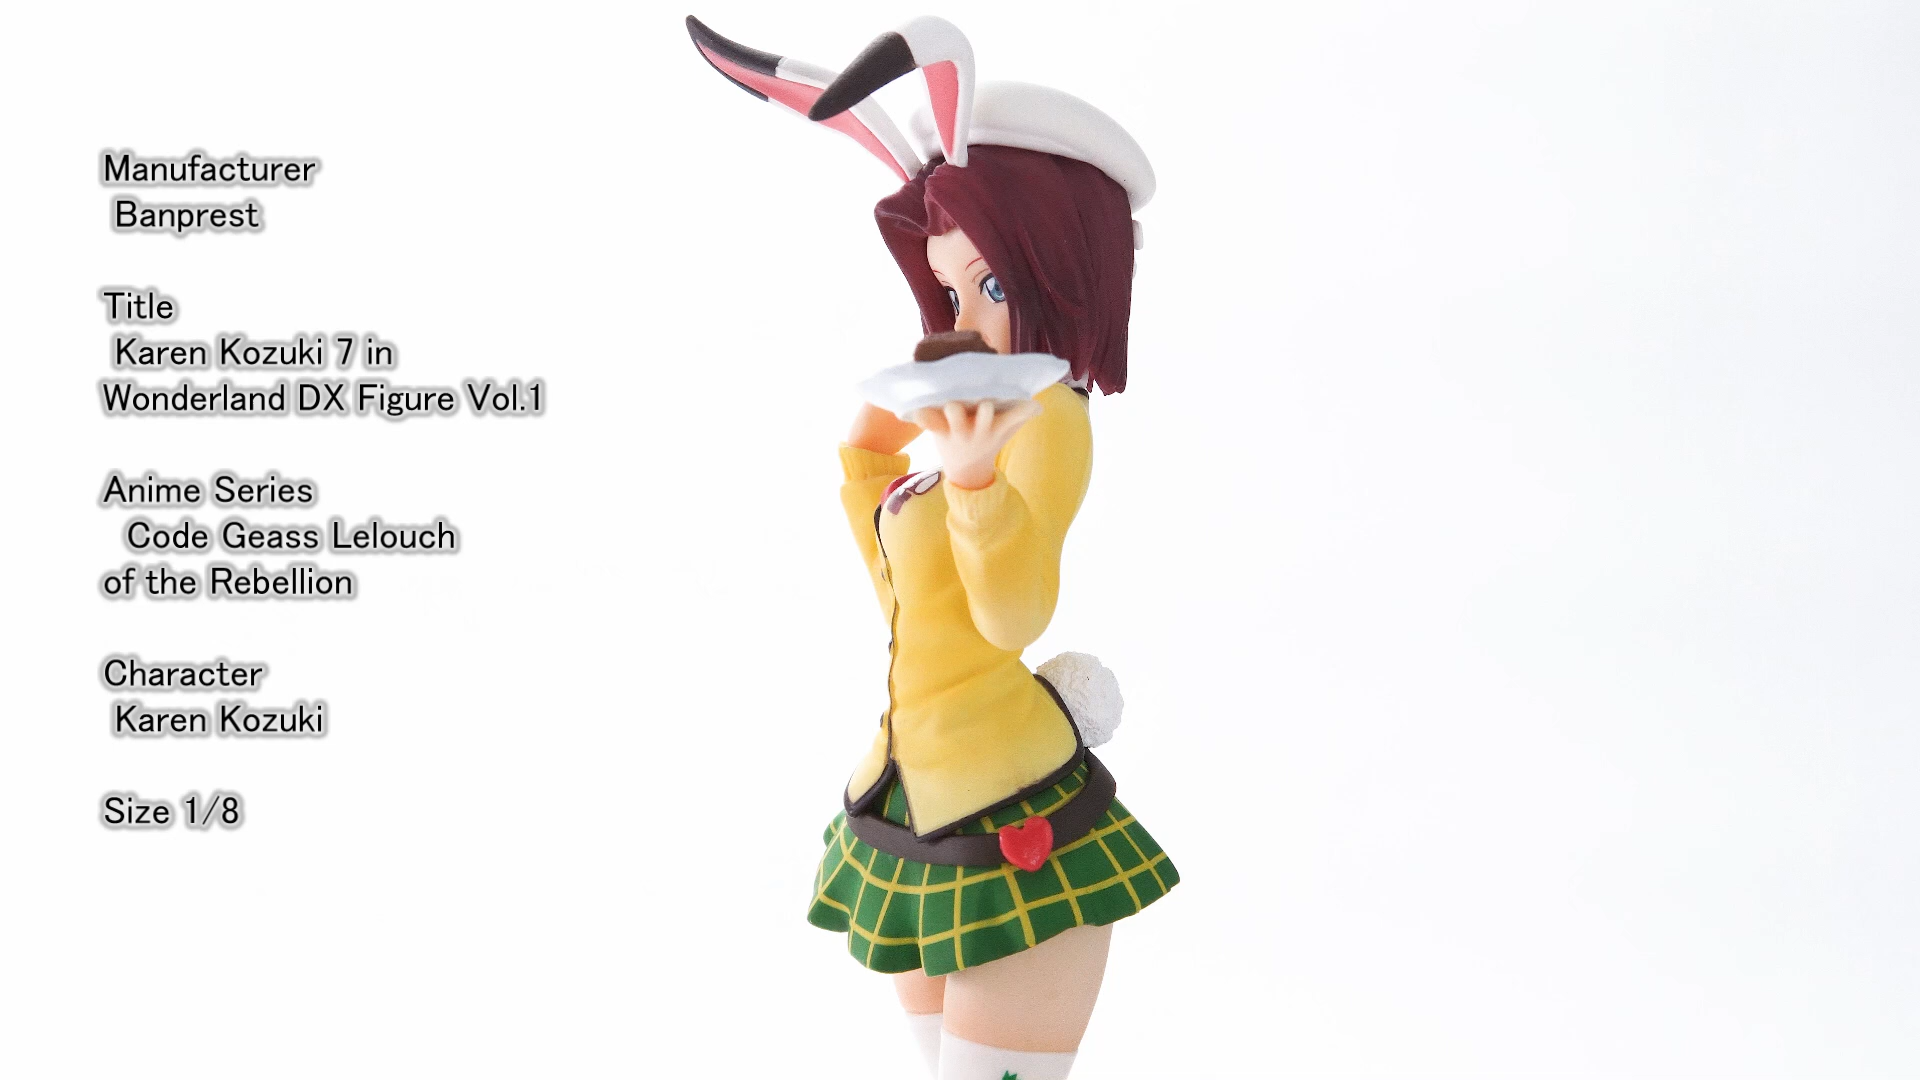 Manufacturer
Banprest
Title
Karen Kozuki 7 in
Wonderland DX Figure Vol.1
Anime Series
Code Geass Lelouch
of the Rebellion
Character
Karen Kozuki
Size 1/8